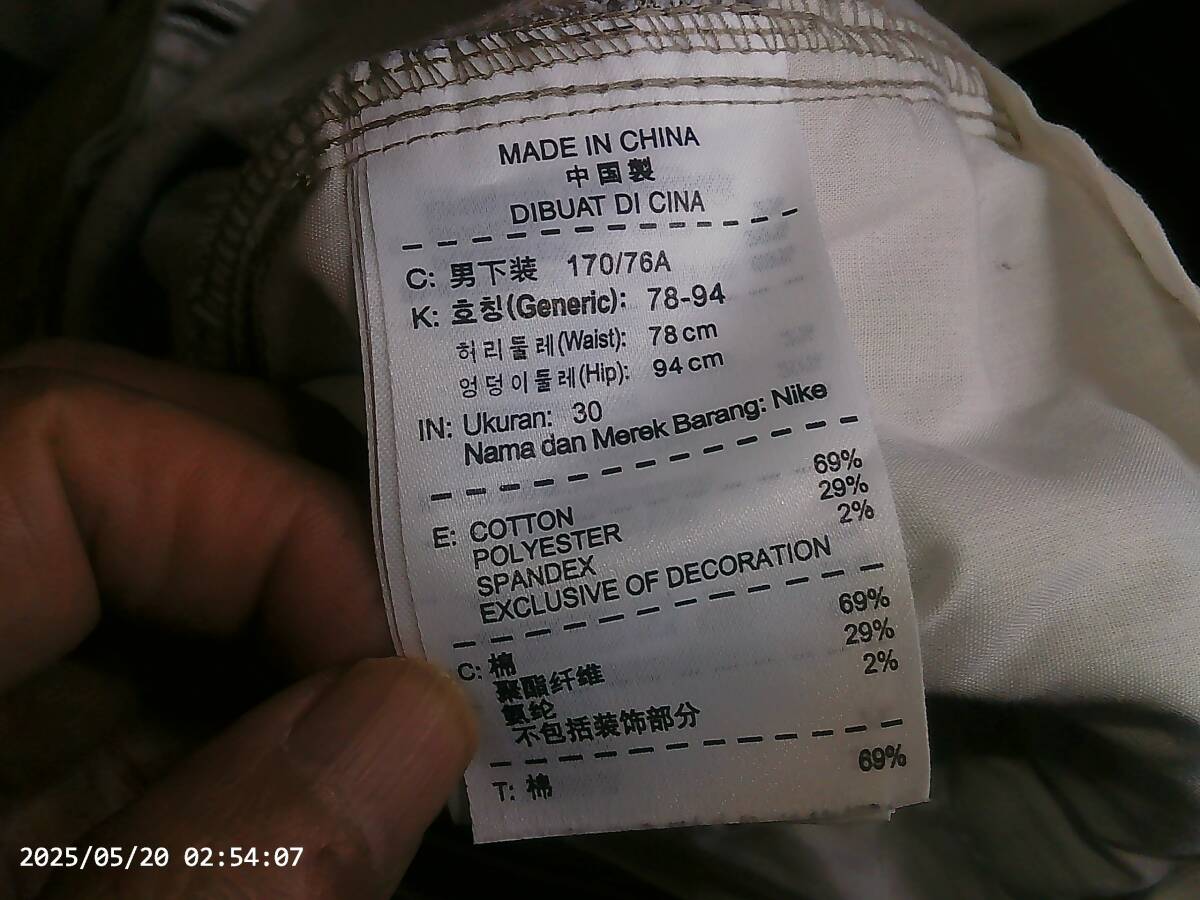 MADE IN CHINA
中国製
DIBUAT DI CINA
C: 男下装 170/76A
K: 호칭(Generic): 78-94
허리둘레(Waist): 78 cm
엉덩이둘레(Hip): 94 cm
IN: Ukuran: 30
Nama dan Merek Barang: Nike
E: COTTON 69%
POLYESTER 29%
SPANDEX 2%
EXCLUSIVE OF DECORATION
C: 棉 69%
聚酯纤维 29%
氨纶 2%
不包括装饰部分
T: 棉 69%
2025/05/20 02:54:07